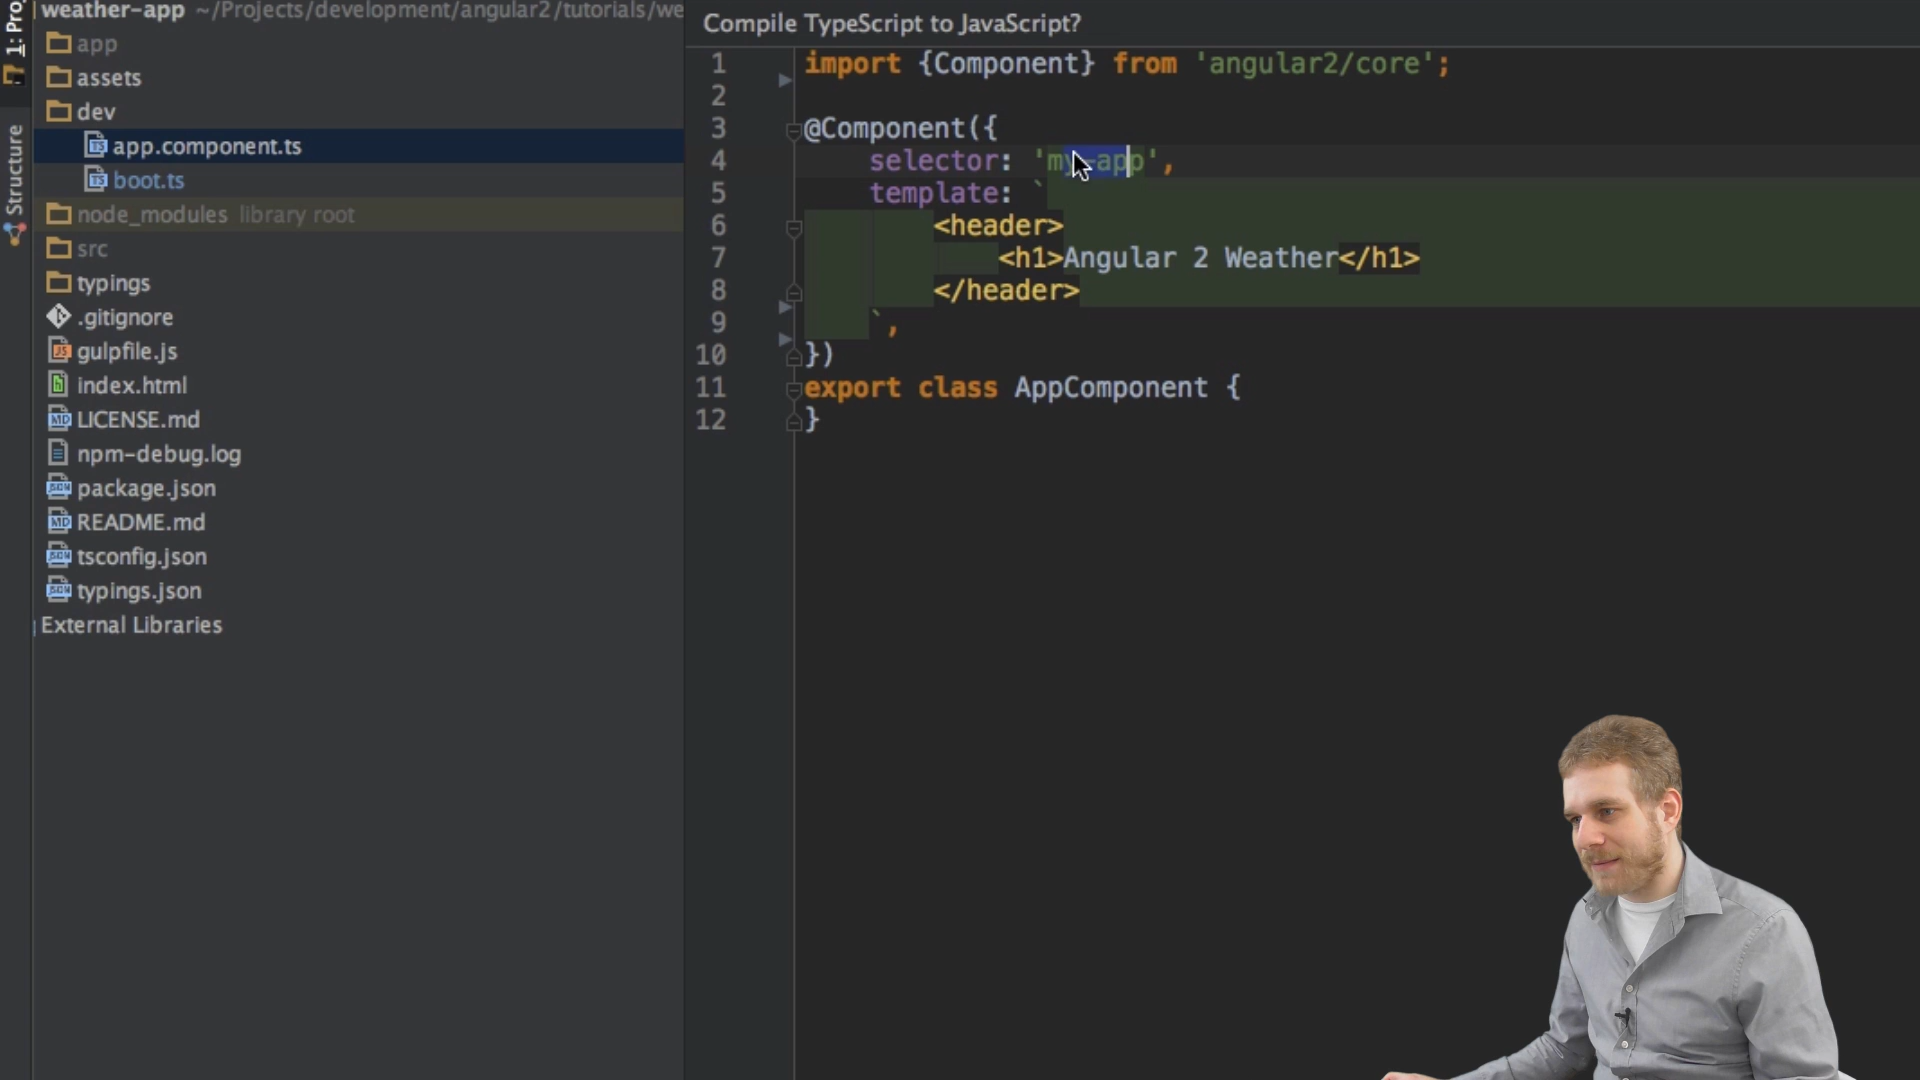 1: Pro
Structure
weather-app ~/Projects/development/angular2/tutorials/we
app
assets
dev
app.component.ts
boot.ts
node_modules library root
src
typings
.gitignore
gulpfile.js
index.html
LICENSE.md
npm-debug.log
package.json
README.md
tsconfig.json
typings.json
External Libraries
Compile TypeScript to JavaScript?
1 import {Component} from 'angular2/core';
2
3 @Component({
4 selector: 'my-app',
5 template: `
6 <header>
7 <h1>Angular 2 Weather</h1>
8 </header>
9 `,
10 })
11 export class AppComponent {
12 }